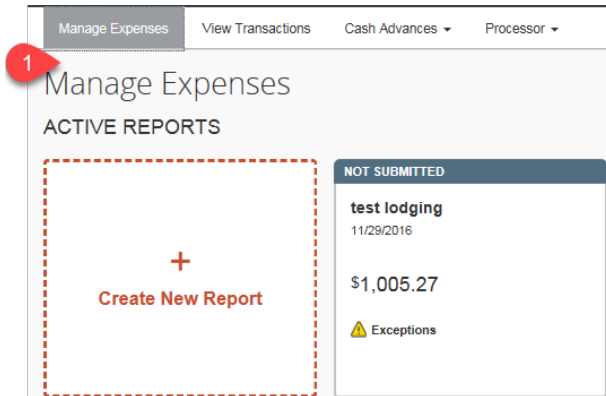 Manage Expenses View Transactions Cash Advances Processor
1
Manage Expenses
ACTIVE REPORTS
NOT SUBMITTED
test lodging
11/29/2016
$1,005.27
Exceptions
+
Create New Report